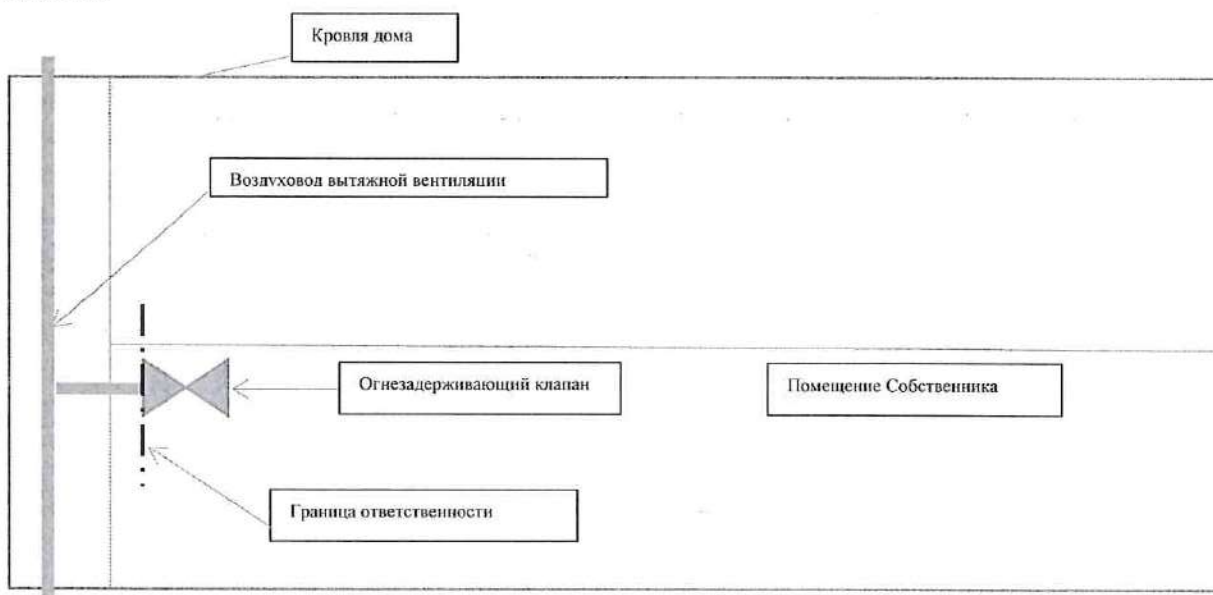 Кровля дома
Воздуховод вытяжной вентиляции
Огнезадерживающий клапан
Помещение Собственника
Граница ответственности